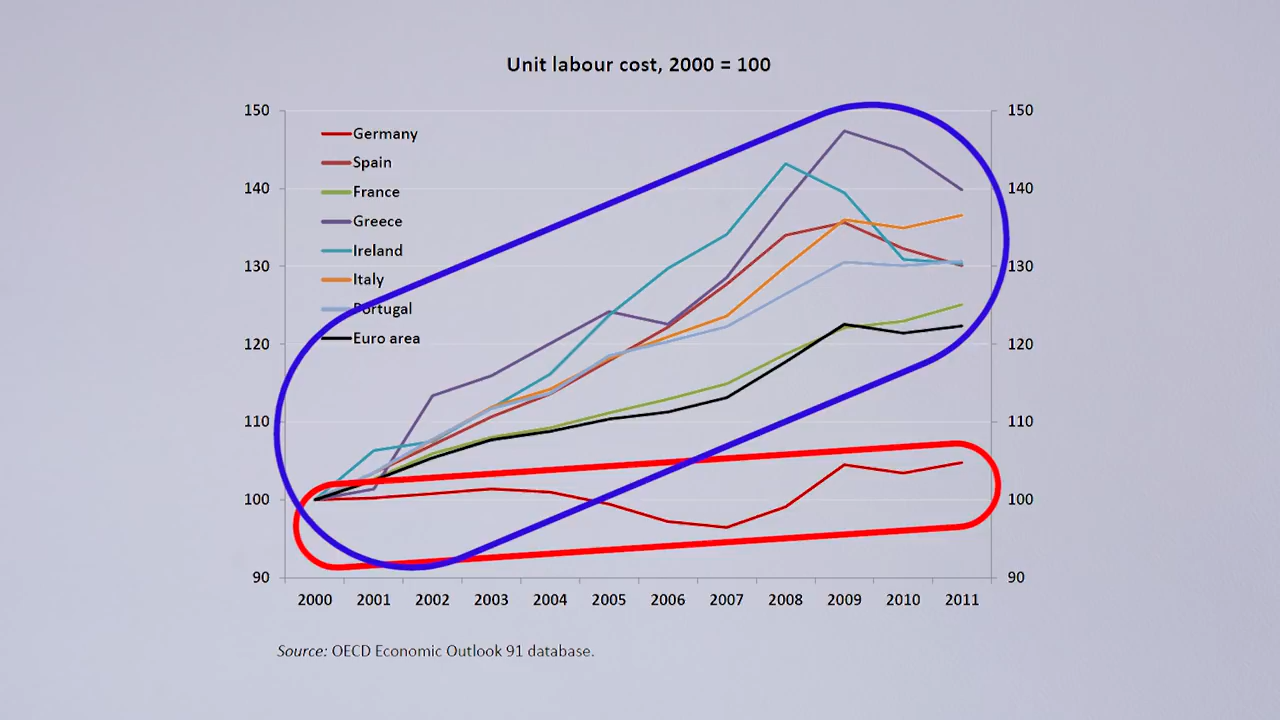 Unit labour cost, 2000 = 100
150 150
140 140
130 130
120 120
110 110
100 100
90 90
Germany
Spain
France
Greece
Ireland
Italy
Portugal
Euro area
2000 2001 2002 2003 2004 2005 2006 2007 2008 2009 2010 2011
Source: OECD Economic Outlook 91 database.